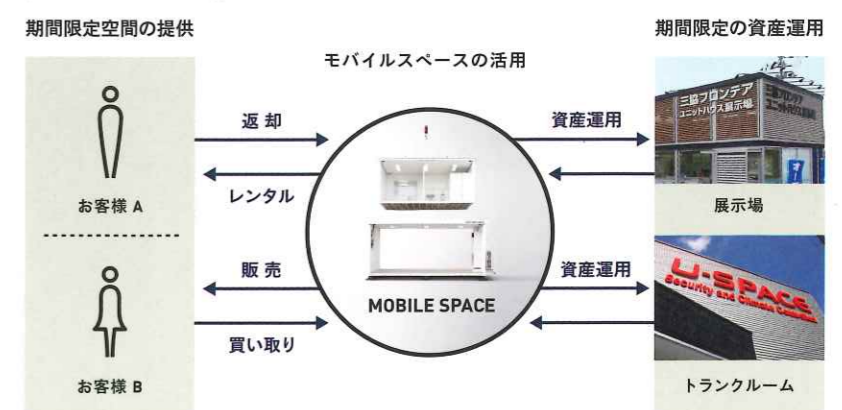 期間限定空間の提供
期間限定の資産運用
モバイルスペースの活用
返却
レンタル
お客様 A
販売
買い取り
お客様 B
MOBILE SPACE
資産運用
三協フロンテア
ユニットハウス展示場
展示場
資産運用
U-SPACE
Security and Climate Controlled
トランクルーム